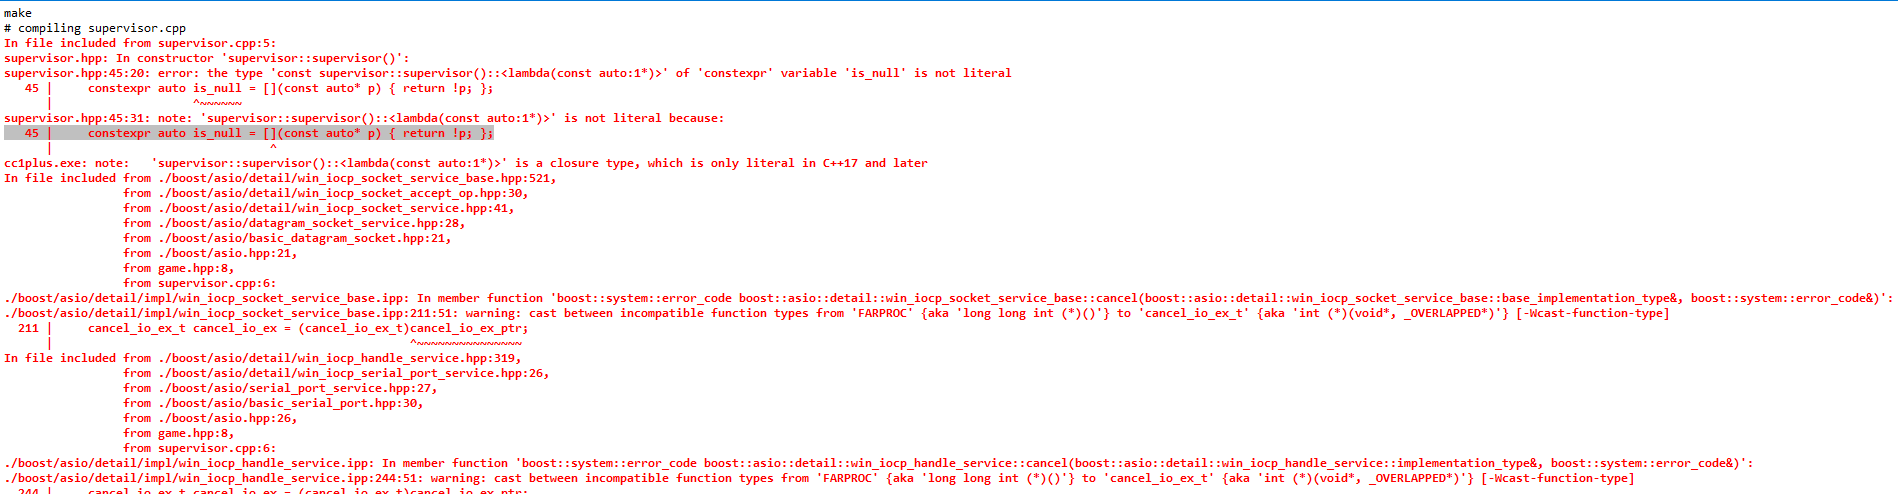 make
# compiling supervisor.cpp
In file included from supervisor.cpp:5:
supervisor.hpp: In constructor 'supervisor::supervisor()':
supervisor.hpp:45:20: error: the type 'const supervisor::supervisor()::<lambda(const auto:1*)>' of 'constexpr' variable 'is_null' is not literal
   45 |     constexpr auto is_null = [](const auto* p) { return !p; };
      |                    ^~~~~~~
supervisor.hpp:45:31: note: 'supervisor::supervisor()::<lambda(const auto:1*)>' is not literal because:
   45 |     constexpr auto is_null = [](const auto* p) { return !p; };
      |                               ^
cc1plus.exe: note:   'supervisor::supervisor()::<lambda(const auto:1*)>' is a closure type, which is only literal in C++17 and later
In file included from ./boost/asio/detail/win_iocp_socket_service_base.hpp:521,
                 from ./boost/asio/detail/win_iocp_socket_accept_op.hpp:30,
                 from ./boost/asio/detail/win_iocp_socket_service.hpp:41,
                 from ./boost/asio/datagram_socket_service.hpp:28,
                 from ./boost/asio/basic_datagram_socket.hpp:21,
                 from ./boost/asio.hpp:21,
                 from game.hpp:8,
                 from supervisor.cpp:6:
./boost/asio/detail/impl/win_iocp_socket_service_base.ipp: In member function 'boost::system::error_code boost::asio::detail::win_iocp_socket_service_base::cancel(boost::asio::detail::win_iocp_socket_service_base::base_implementation_type&, boost::system::error_code&)':
./boost/asio/detail/impl/win_iocp_socket_service_base.ipp:211:51: warning: cast between incompatible function types from 'FARPROC' {aka 'long long int (*)()'} to 'cancel_io_ex_t' {aka 'int (*)(void*, _OVERLAPPED*)'} [-Wcast-function-type]
  211 |     cancel_io_ex_t cancel_io_ex = (cancel_io_ex_t)cancel_io_ex_ptr;
      |                                                   ^~~~~~~~~~~~~~~~
In file included from ./boost/asio/detail/win_iocp_handle_service.hpp:319,
                 from ./boost/asio/detail/win_iocp_serial_port_service.hpp:26,
                 from ./boost/asio/serial_port_service.hpp:27,
                 from ./boost/asio/basic_serial_port.hpp:30,
                 from ./boost/asio.hpp:26,
                 from game.hpp:8,
                 from supervisor.cpp:6:
./boost/asio/detail/impl/win_iocp_handle_service.ipp: In member function 'boost::system::error_code boost::asio::detail::win_iocp_handle_service::cancel(boost::asio::detail::win_iocp_handle_service::implementation_type&, boost::system::error_code&)':
./boost/asio/detail/impl/win_iocp_handle_service.ipp:244:51: warning: cast between incompatible function types from 'FARPROC' {aka 'long long int (*)()'} to 'cancel_io_ex_t' {aka 'int (*)(void*, _OVERLAPPED*)'} [-Wcast-function-type]
  244 |     cancel_io_ex_t cancel_io_ex = (cancel_io_ex_t)cancel_io_ex_ptr;